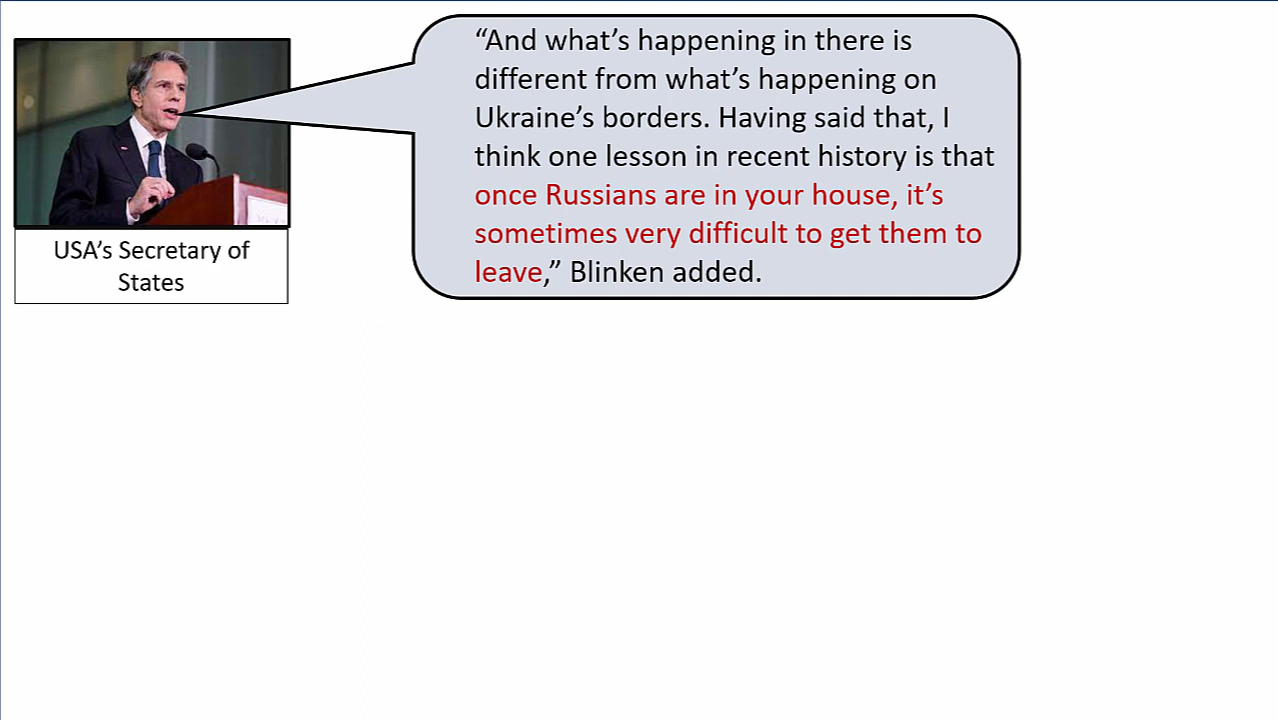 “And what’s happening in there is
different from what’s happening on
Ukraine’s borders. Having said that, I
think one lesson in recent history is that
once Russians are in your house, it’s
sometimes very difficult to get them to
leave,” Blinken added.
USA’s Secretary of
States